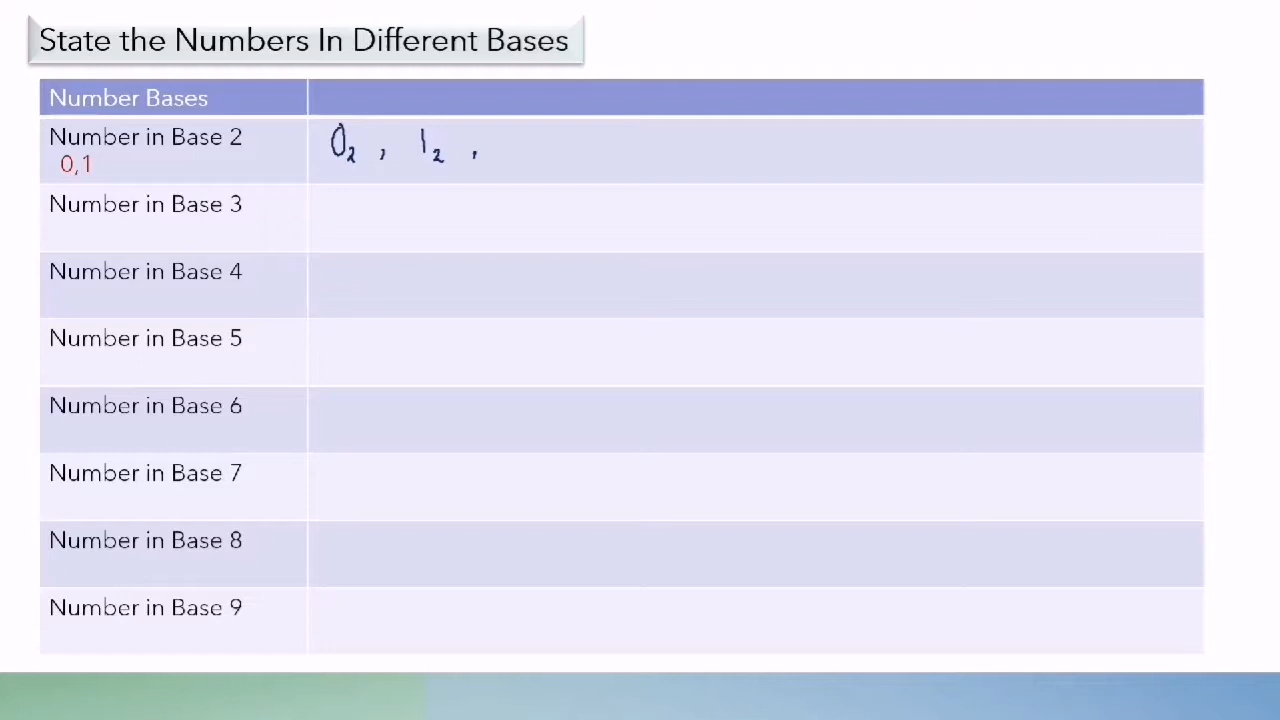 State the Numbers In Different Bases
Number Bases
Number in Base 2
0,1
0₂ , 1₂ ,
Number in Base 3
Number in Base 4
Number in Base 5
Number in Base 6
Number in Base 7
Number in Base 8
Number in Base 9